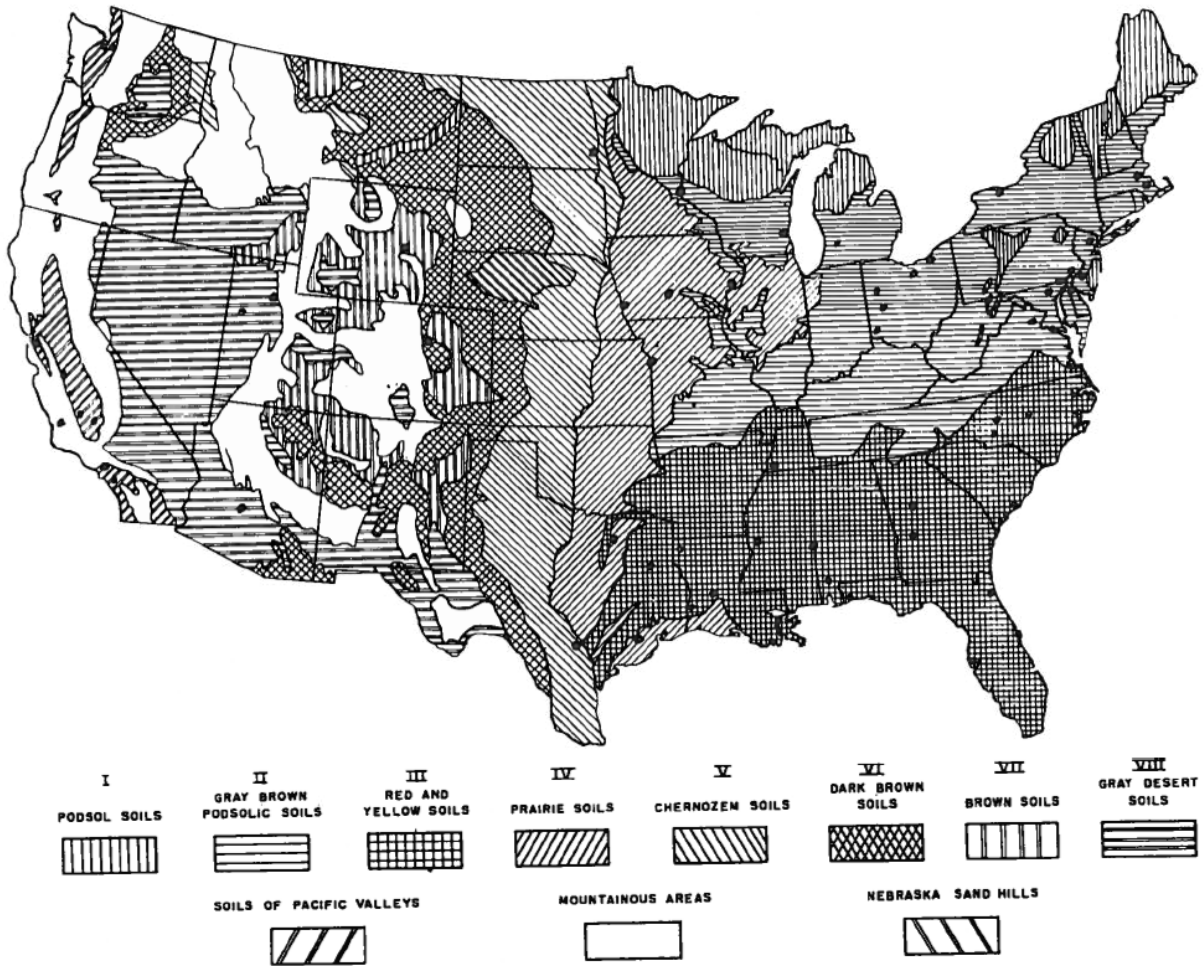 I II III IV V VI VII VIII
PODSOL SOILS
GRAY BROWN
PODSOLIC SOILS
RED AND
YELLOW SOILS
PRAIRIE SOILS
CHERNOZEM SOILS
DARK BROWN
SOILS
BROWN SOILS
GRAY DESERT
SOILS
SOILS OF PACIFIC VALLEYS
MOUNTAINOUS AREAS
NEBRASKA SAND HILLS